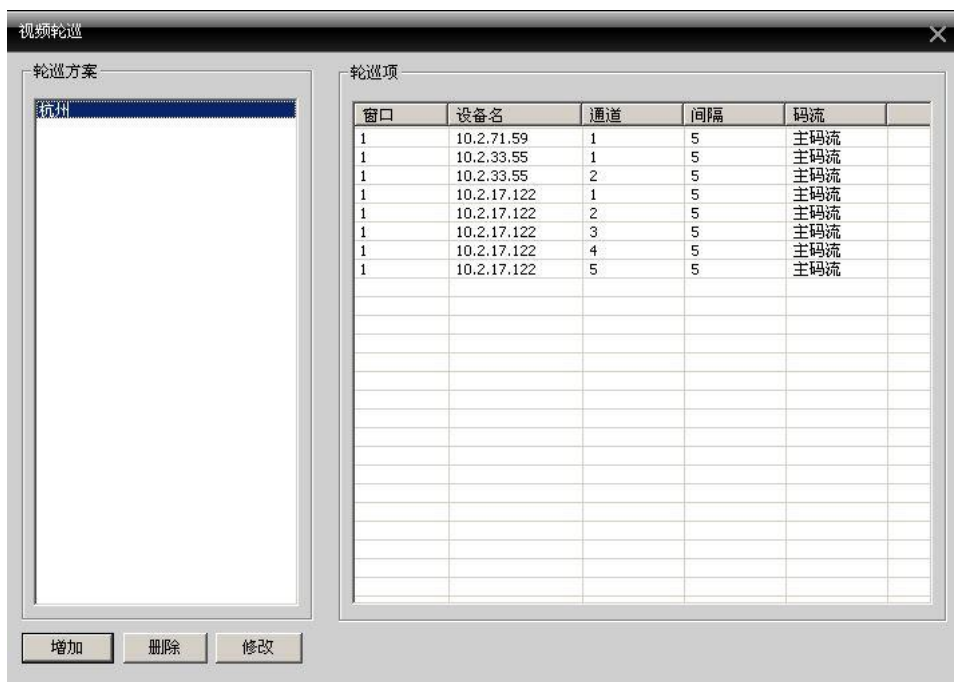 视频轮巡
轮巡方案
杭州
轮巡项
窗口 设备名 通道 间隔 码流
1 10.2.71.59 1 5 主码流
1 10.2.33.55 1 5 主码流
1 10.2.33.55 2 5 主码流
1 10.2.17.122 1 5 主码流
1 10.2.17.122 2 5 主码流
1 10.2.17.122 3 5 主码流
1 10.2.17.122 4 5 主码流
1 10.2.17.122 5 5 主码流
增加 删除 修改